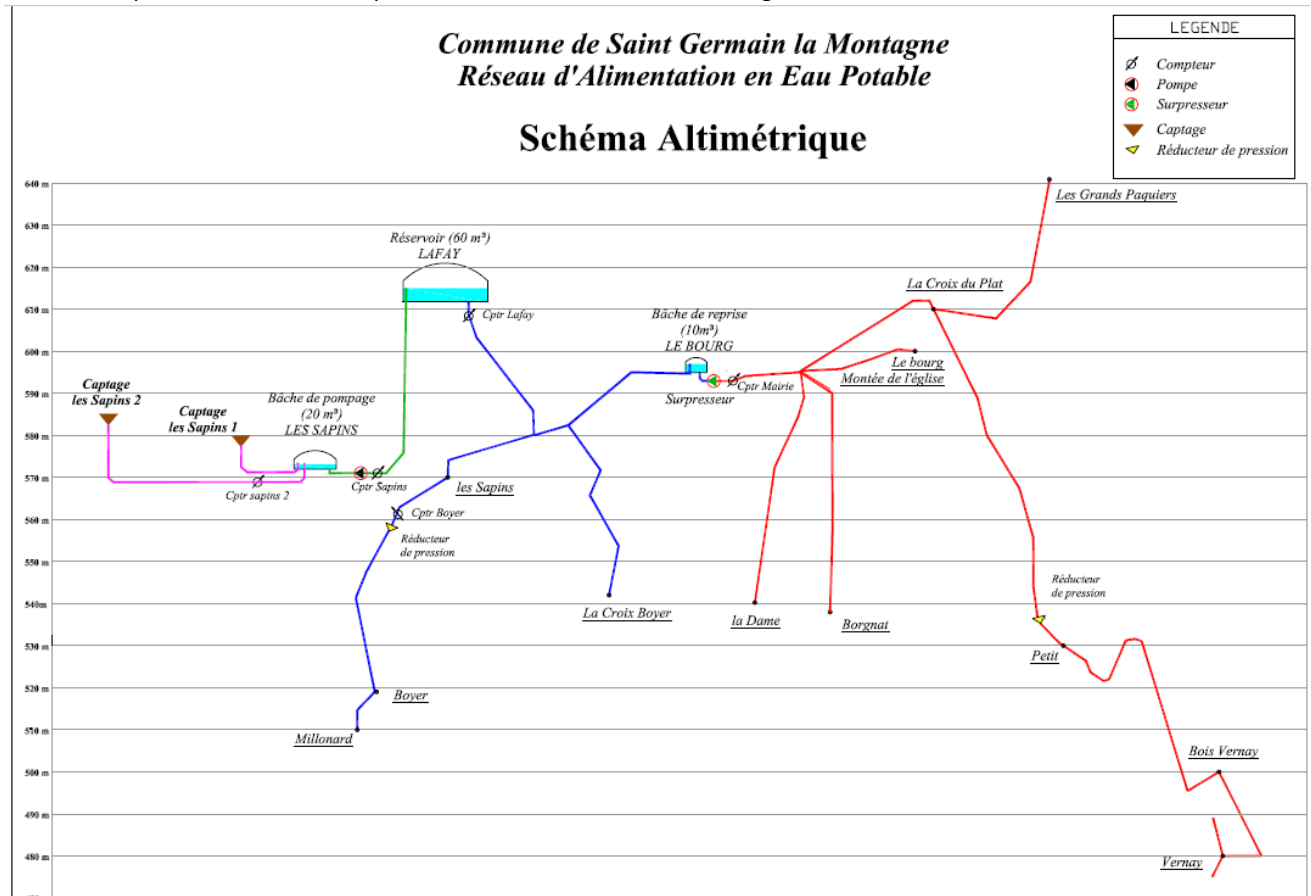 Commune de Saint Germain la Montagne
Réseau d'Alimentation en Eau Potable
Schéma Altimétrique
LEGENDE
Compteur
Pompe
Surpresseur
Captage
Réducteur de pression
640 m
630 m
620 m
610 m
600 m
590 m
580 m
570 m
560 m
550 m
540m
530 m
520 m
510 m
500 m
490 m
480 m
Les Grands Paquiers
Réservoir (60 m³)
LAFAY
La Croix du Plat
Cptr Lafay
Bâche de reprise
(10m³)
LE BOURG
Le bourg
Montée de l'église
Cptr Mairie
Surpresseur
Captage
les Sapins 2
Captage
les Sapins 1
Bâche de pompage
(20 m³)
LES SAPINS
Cptr sapins 2
Cptr Sapins
les Sapins
Cptr Boyer
Réducteur
de pression
La Croix Boyer
la Dame
Borgnat
Réducteur
de pression
Petit
Boyer
Millonard
Bois Vernay
Vernay